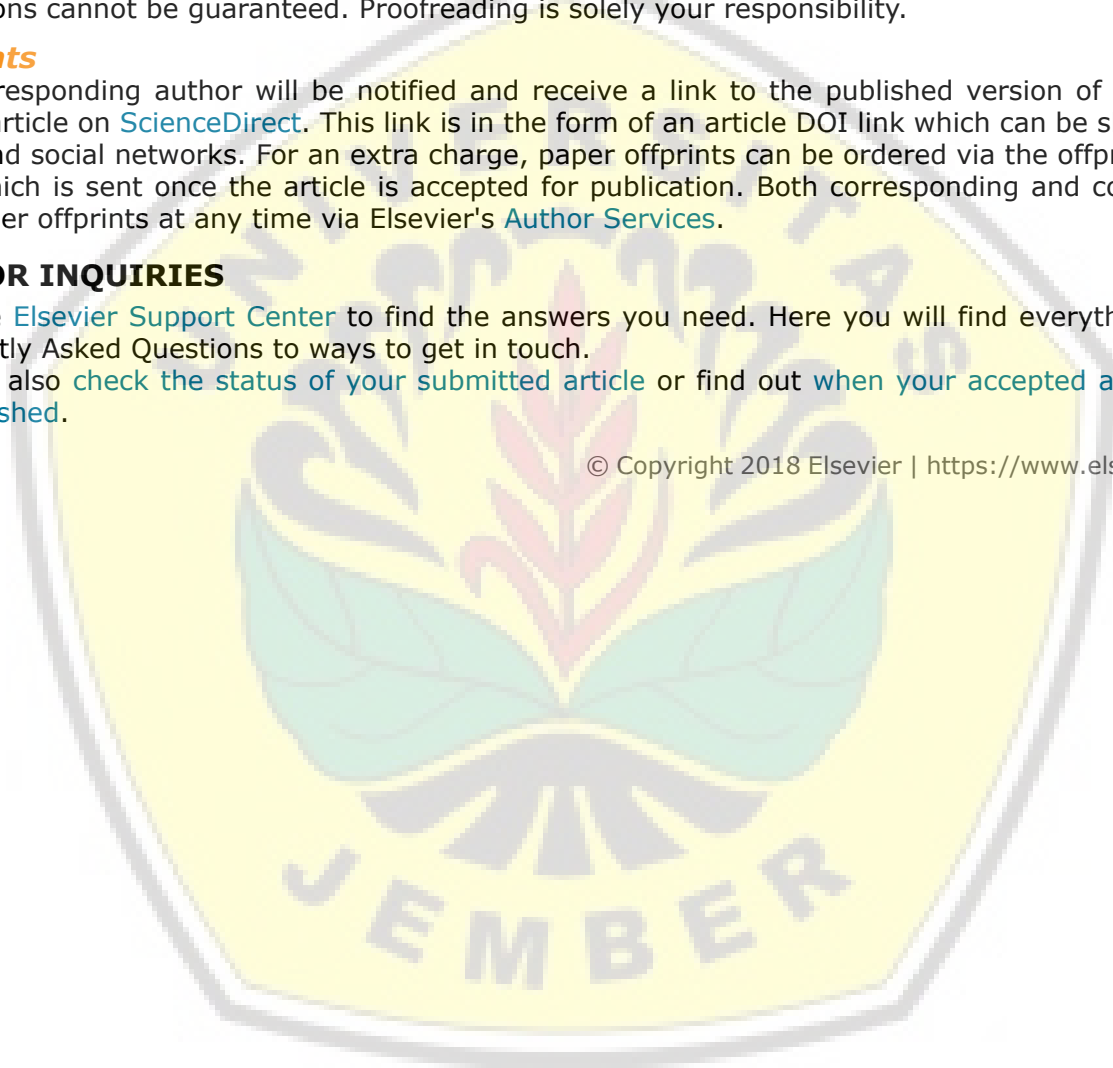 ons cannot be guaranteed. Proofreading is solely your responsibility.
nts
responding author will be notified and receive a link to the published version of
article on ScienceDirect. This link is in the form of an article DOI link which can be s
nd social networks. For an extra charge, paper offprints can be ordered via the offpr
hich is sent once the article is accepted for publication. Both corresponding and co
er offprints at any time via Elsevier's Author Services.
OR INQUIRIES
e Elsevier Support Center to find the answers you need. Here you will find everyth
tly Asked Questions to ways to get in touch.
also check the status of your submitted article or find out when your accepted a
shed.
© Copyright 2018 Elsevier | https://www.els
UNIVERSITAS
JEMBER